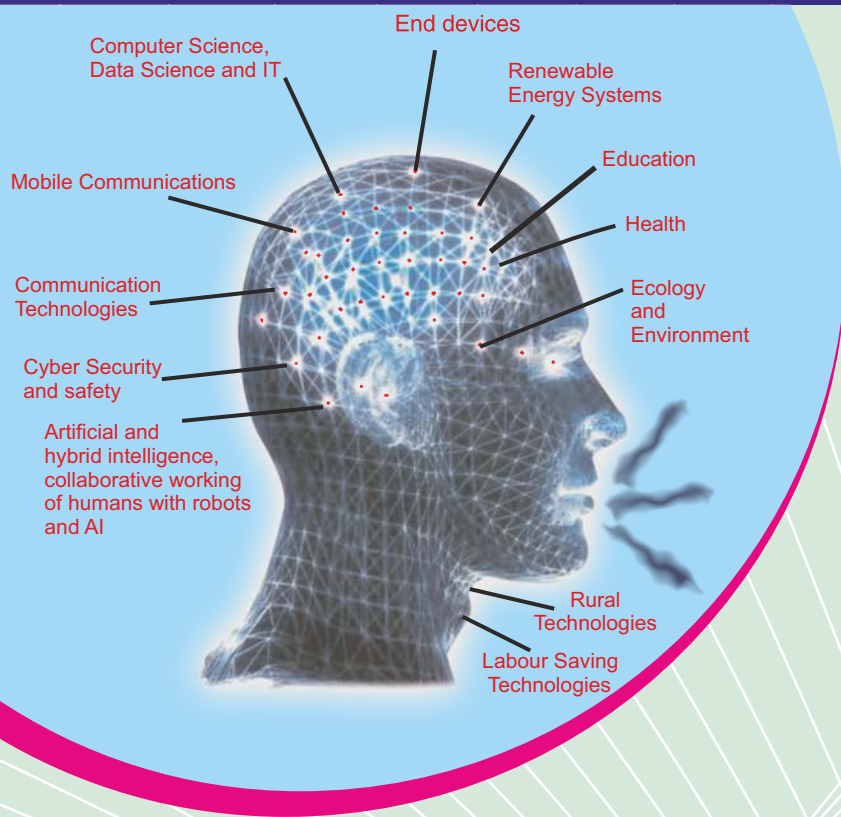 End devices
Computer Science,
Data Science and IT
Renewable
Energy Systems
Education
Mobile Communications
Health
Communication
Technologies
Ecology
and
Environment
Cyber Security
and safety
Artificial and
hybrid intelligence,
collaborative working
of humans with robots
and AI
Rural
Technologies
Labour Saving
Technologies